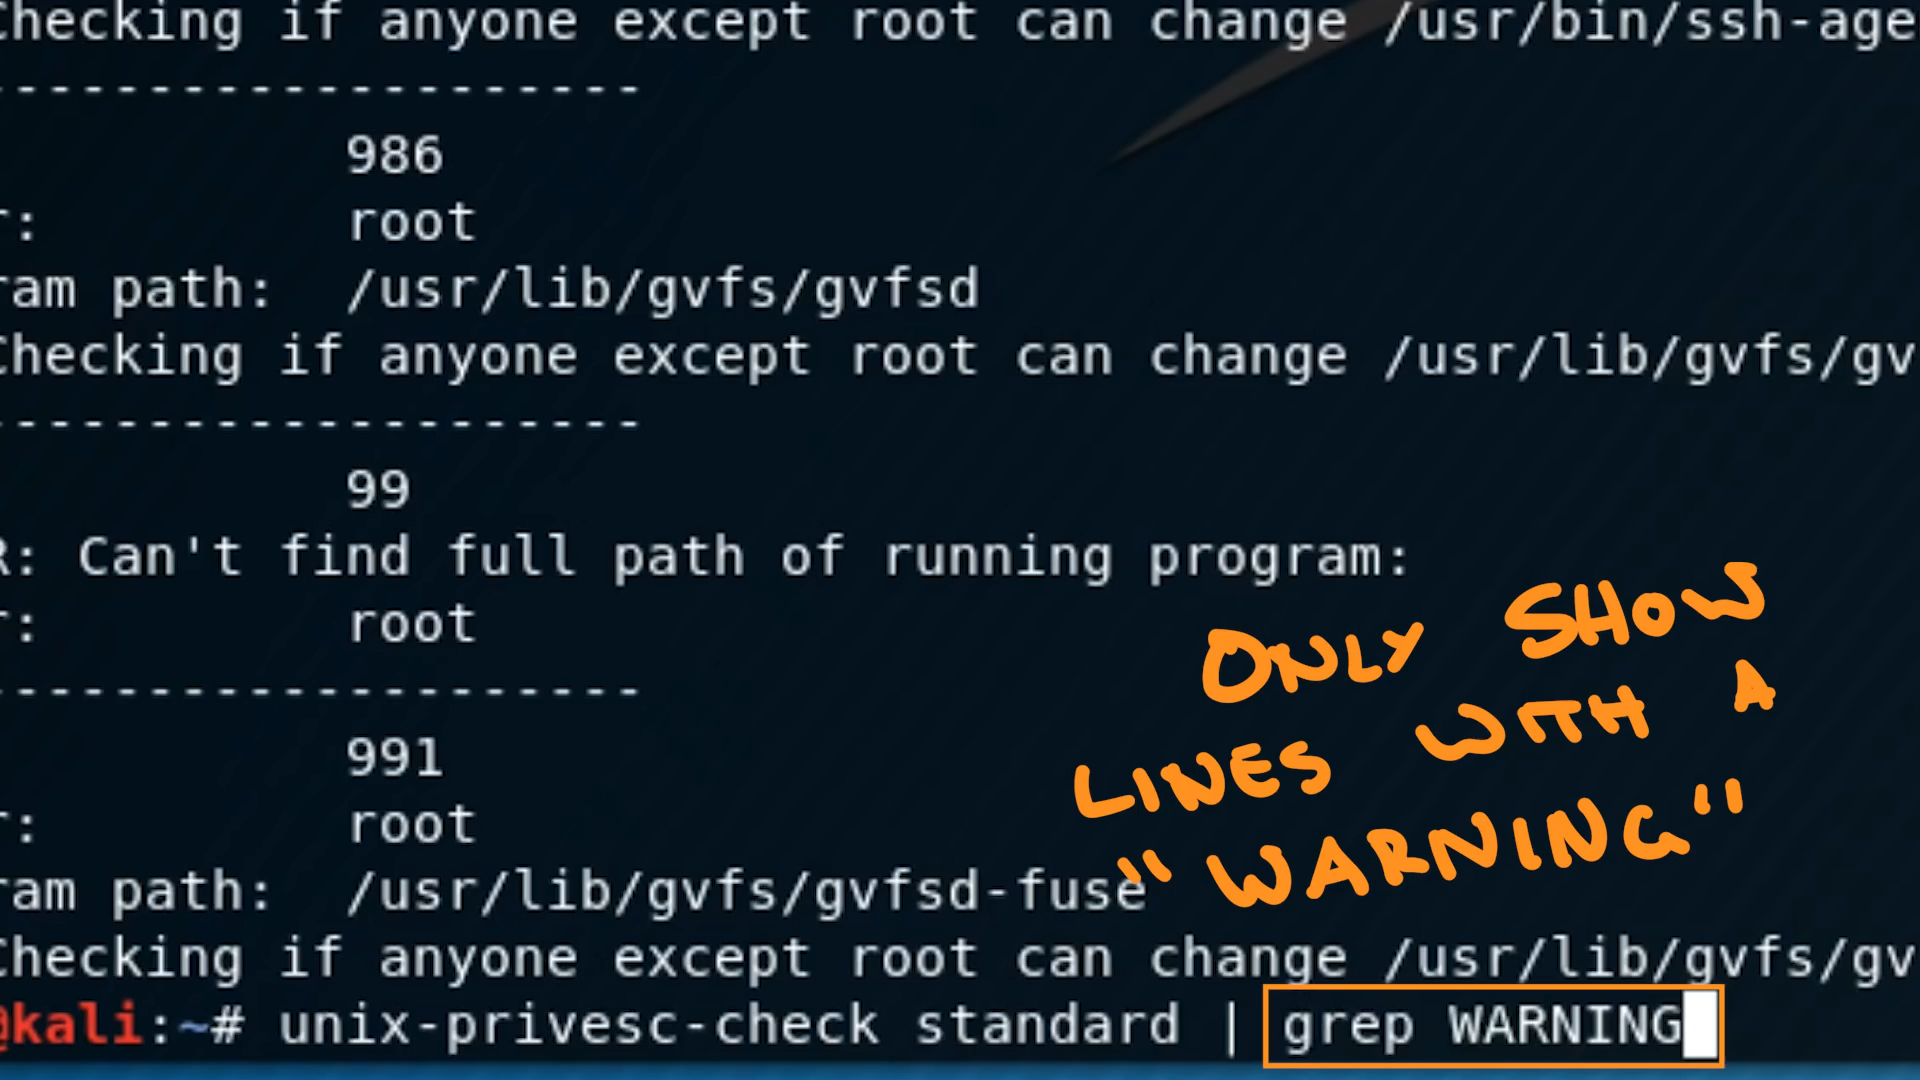 Checking if anyone except root can change /usr/bin/ssh-age
--------------------
986
r: root
ram path: /usr/lib/gvfs/gvfsd
Checking if anyone except root can change /usr/lib/gvfs/gv
--------------------
99
R: Can't find full path of running program:
r: root
--------------------
991
r: root
ram path: /usr/lib/gvfs/gvfsd-fuse
Checking if anyone except root can change /usr/lib/gvfs/gv
@kali:~# unix-privesc-check standard | grep WARNING
ONLY SHOW
LINES WITH A
"WARNING"